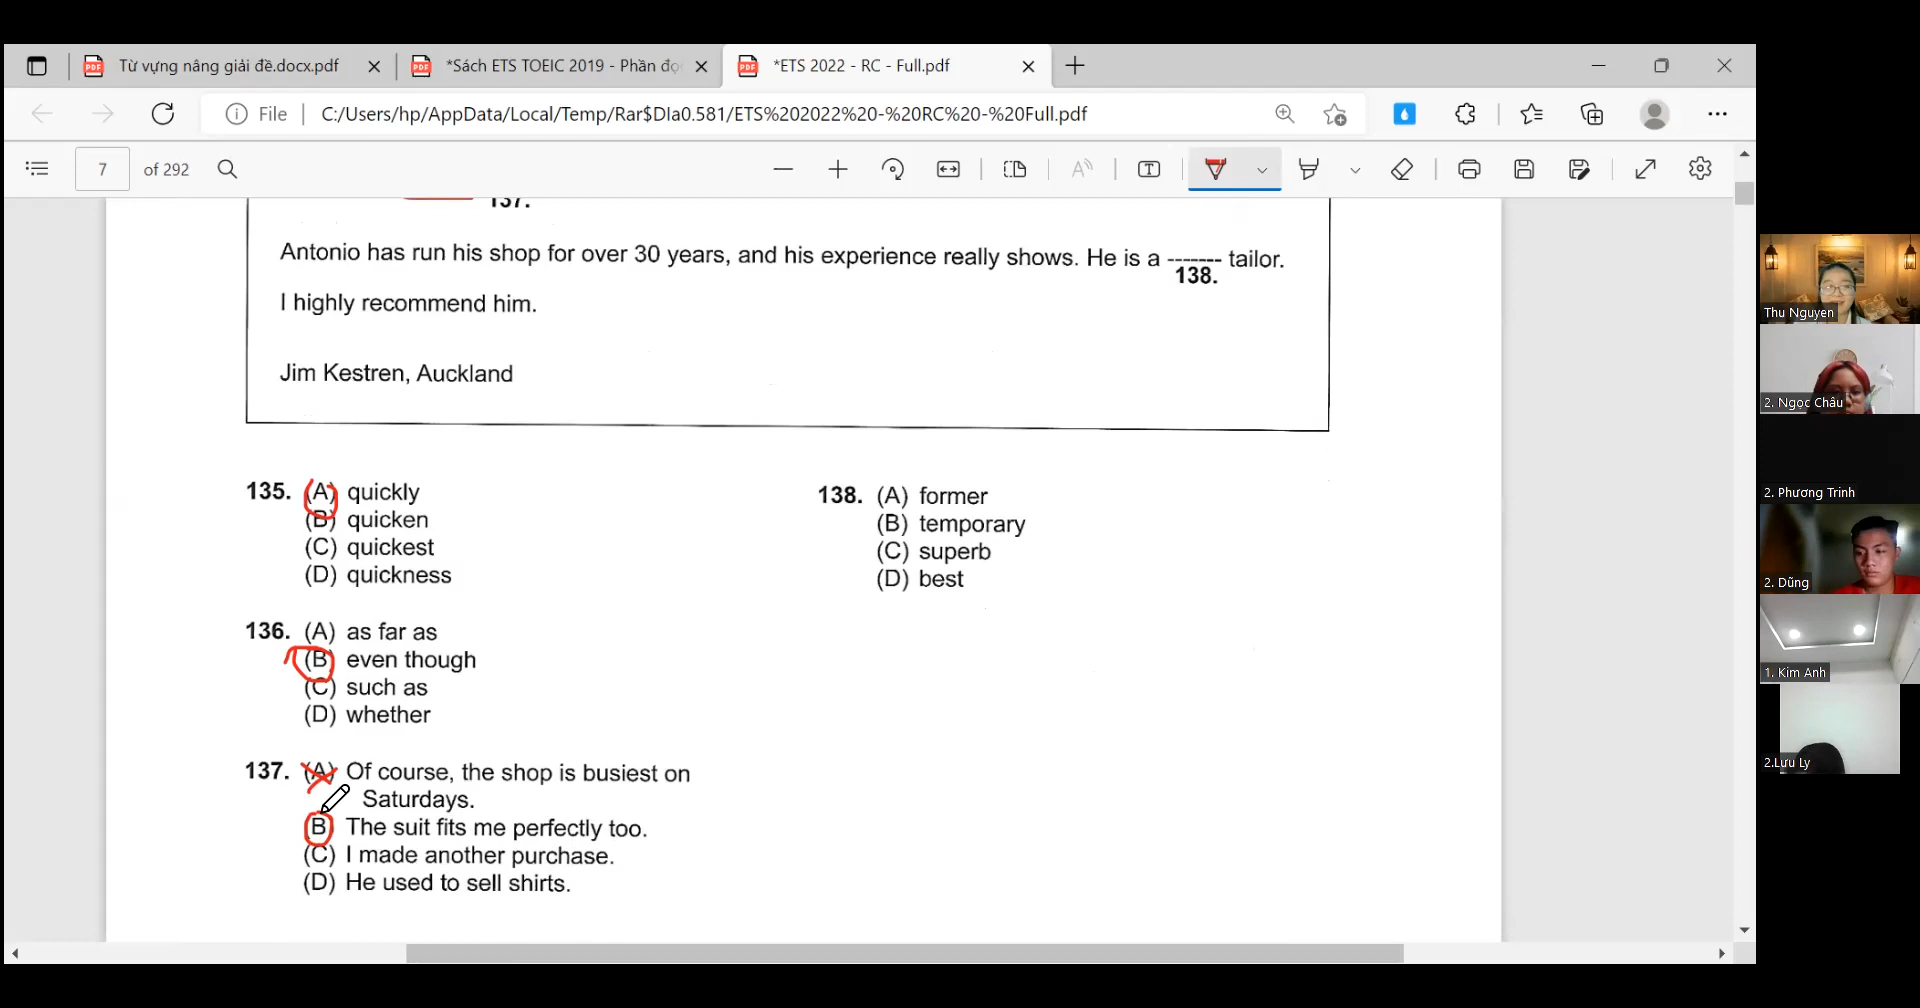 Từ vựng nâng giải đề.docx.pdf
*Sách ETS TOEIC 2019 - Phần đọ
*ETS 2022 - RC - Full.pdf
File
C:/Users/hp/AppData/Local/Temp/Rar$DIa0.581/ETS%202022%20-%20RC%20-%20Full.pdf
7 of 292
137.
Antonio has run his shop for over 30 years, and his experience really shows. He is a ------- tailor.
138.
I highly recommend him.
Jim Kestren, Auckland
135. (A) quickly
(B) quicken
(C) quickest
(D) quickness
136. (A) as far as
(B) even though
(C) such as
(D) whether
137. (A) Of course, the shop is busiest on
Saturdays.
(B) The suit fits me perfectly too.
(C) I made another purchase.
(D) He used to sell shirts.
138. (A) former
(B) temporary
(C) superb
(D) best
Thu Nguyen
2. Ngọc Châu
2. Phương Trinh
2. Dũng
1. Kim Anh
2.Lưu Ly